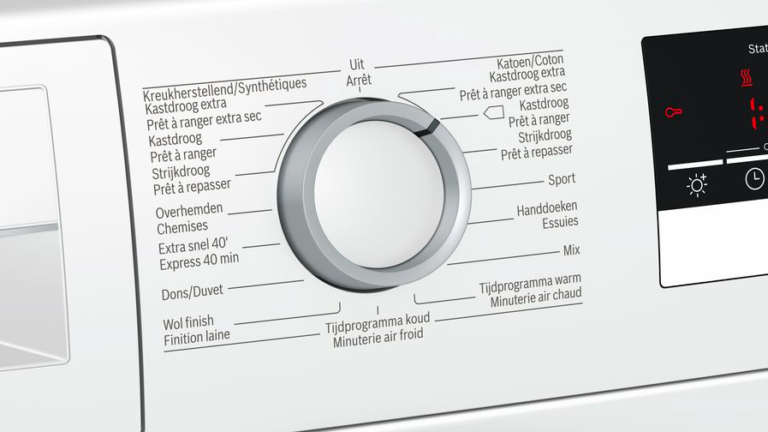 Uit
Arrêt
Kreukherstellend/Synthétiques
Kastdroog extra
Prêt à ranger extra sec
Kastdroog
Prêt à ranger
Strijkdroog
Prêt à repasser
Overhemden
Chemises
Extra snel 40'
Express 40 min
Dons/Duvet
Wol finish
Finition laine
Tijdprogramma koud
Minuterie air froid
Katoen/Coton
Kastdroog extra
Prêt à ranger extra sec
Kastdroog
Prêt à ranger
Strijkdroog
Prêt à repasser
Sport
Handdoeken
Essuies
Mix
Tijdprogramma warm
Minuterie air chaud